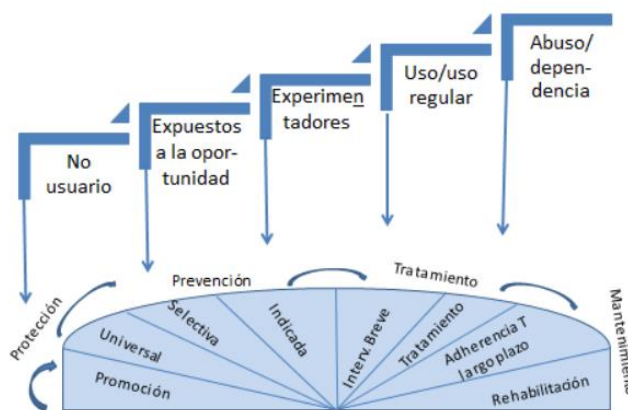 No
usuario
Expuestos
a la opor-
tunidad
Experimen
tadores
Uso/uso
regular
Abuso/
depen-
dencia
Protección
Prevención
Tratamiento
Mantenimiento
Promoción
Universal
Selectiva
Indicada
Interv. Breve
Tratamiento
Adherencia T
largo plazo
Rehabilitación